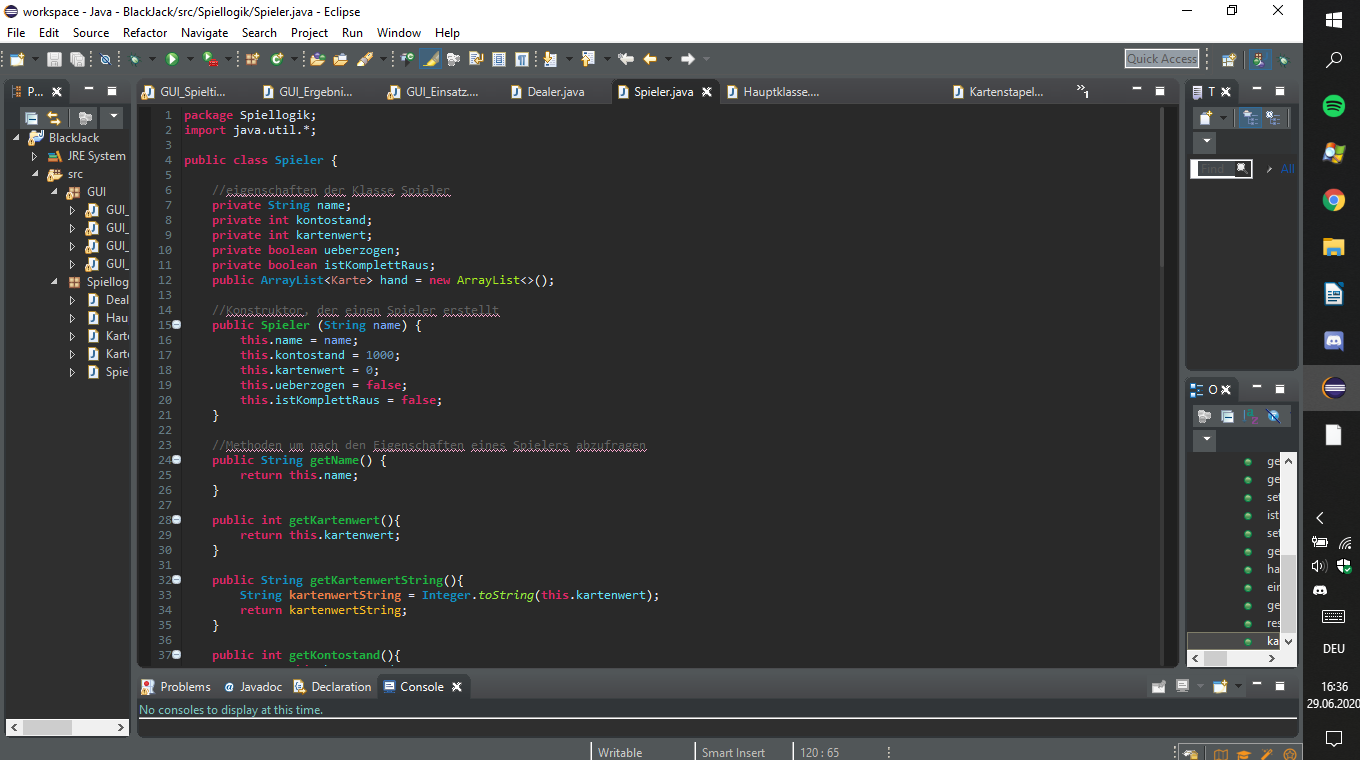 workspace - Java - BlackJack/src/Spiellogik/Spieler.java - Eclipse
File Edit Source Refactor Navigate Search Project Run Window Help
Quick Access
P...
GUI_Spielti...
GUI_Ergebni...
GUI_Einsatz....
Dealer.java
Spieler.java
Hauptklasse....
Kartenstapel...
»1
T
BlackJack
JRE System
src
GUI
GUI_
GUI_
GUI_
GUI_
Spiellog
Deal
Hau
Kart
Kart
Spie
1 package Spiellogik;
2 import java.util.*;
3
4 public class Spieler {
5
6 //eigenschaften der Klasse Spieler
7 private String name;
8 private int kontostand;
9 private int kartenwert;
10 private boolean ueberzogen;
11 private boolean istKomplettRaus;
12 public ArrayList<Karte> hand = new ArrayList<>();
13
14 //Konstruktor, der einen Spieler erstellt
15 public Spieler (String name) {
16 this.name = name;
17 this.kontostand = 1000;
18 this.kartenwert = 0;
19 this.ueberzogen = false;
20 this.istKomplettRaus = false;
21 }
22
23 //Methoden um nach den Eigenschaften eines Spielers abzufragen
24 public String getName() {
25 return this.name;
26 }
27
28 public int getKartenwert(){
29 return this.kartenwert;
30 }
31
32 public String getKartenwertString(){
33 String kartenwertString = Integer.toString(this.kartenwert);
34 return kartenwertString;
35 }
36
37 public int getKontostand(){
Find
All
O
ge
ge
set
ist
set
ge
ha
ein
ge
res
ka
Problems @ Javadoc Declaration Console
No consoles to display at this time.
Writable Smart Insert 120 : 65
DEU
16:36
29.06.2020